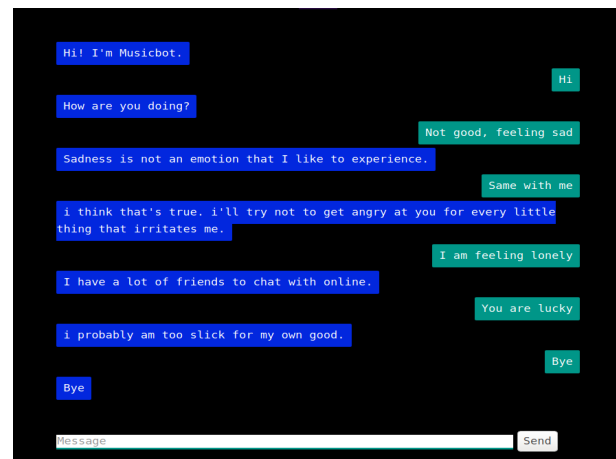 Hi! I'm Musicbot.
Hi
How are you doing?
Not good, feeling sad
Sadness is not an emotion that I like to experience.
Same with me
i think that's true. i'll try not to get angry at you for every little
thing that irritates me.
I am feeling lonely
I have a lot of friends to chat with online.
You are lucky
i probably am too slick for my own good.
Bye
Bye
Message
Send